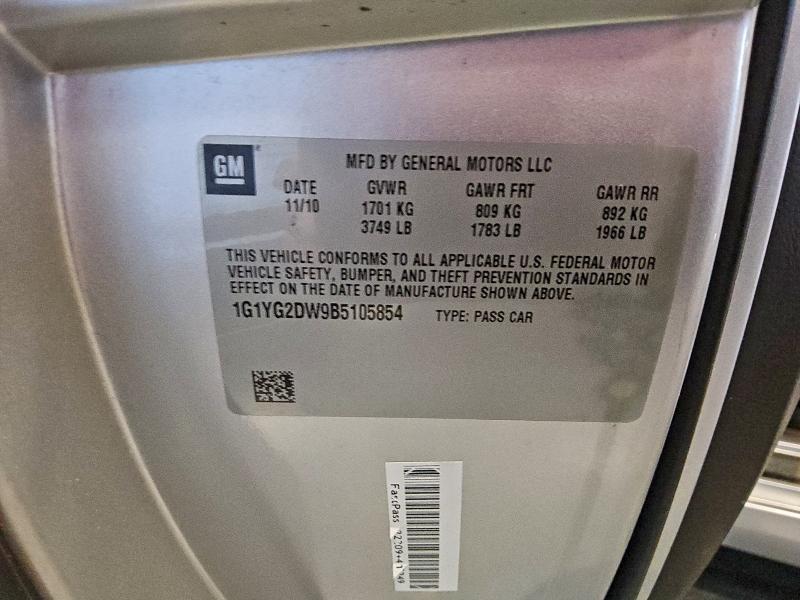 GM
MFD BY GENERAL MOTORS LLC
DATE GVWR GAWR FRT GAWR RR
11/10 1701 KG 809 KG 892 KG
3749 LB 1783 LB 1966 LB
THIS VEHICLE CONFORMS TO ALL APPLICABLE U.S. FEDERAL MOTOR
VEHICLE SAFETY, BUMPER, AND THEFT PREVENTION STANDARDS IN
EFFECT ON THE DATE OF MANUFACTURE SHOWN ABOVE.
1G1YG2DW9B5105854 TYPE: PASS CAR
FastPass